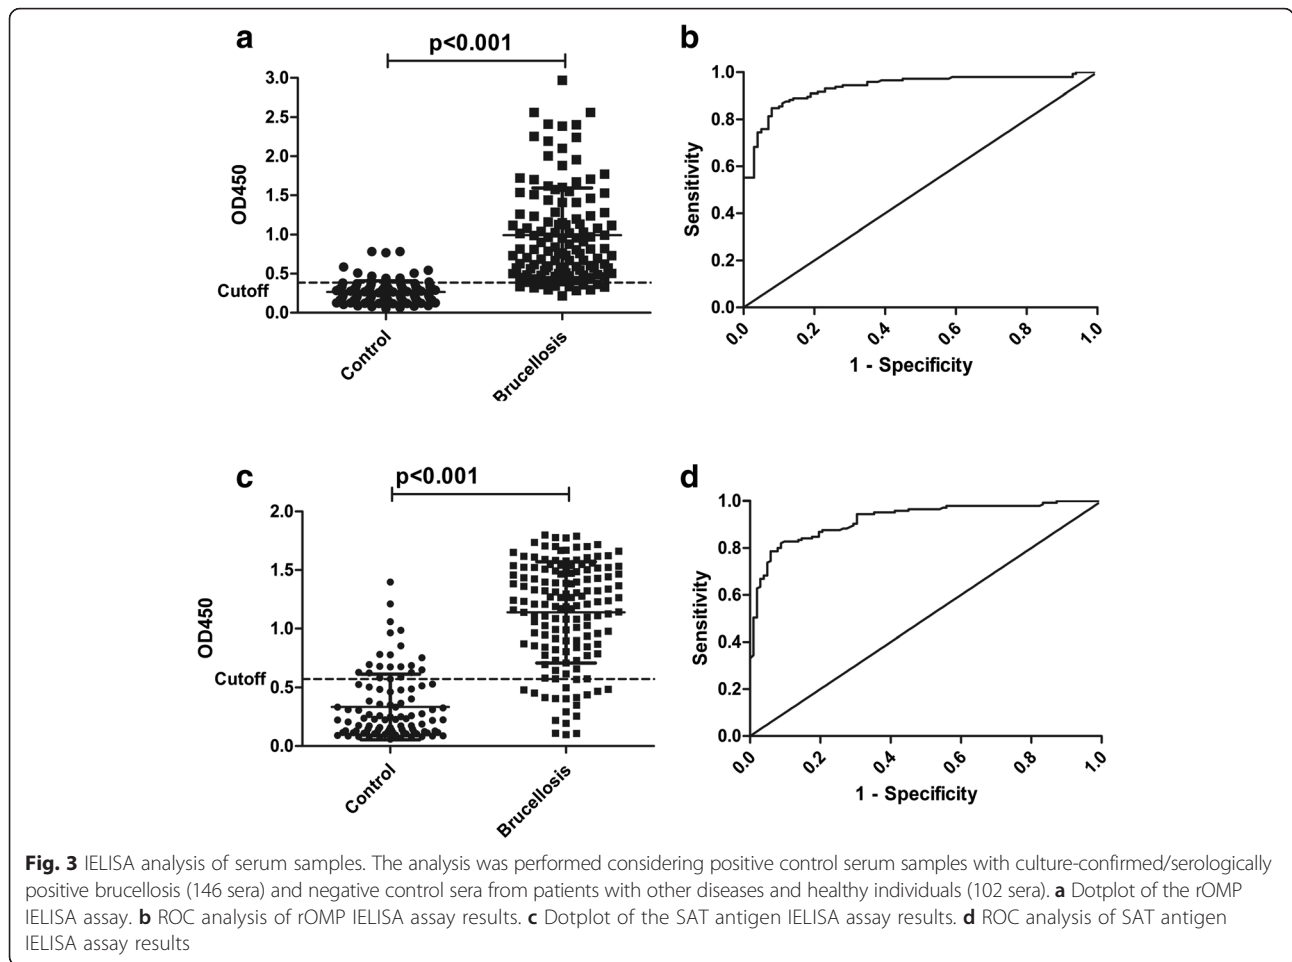 a
p<0.001
3.0
2.5
2.0
1.5
1.0
0.5
0.0
OD450
Cutoff
Control
Brucellosis
b
1.0
0.8
0.6
0.4
0.2
0.0
Sensitivity
0.0
0.2
0.4
0.6
0.8
1.0
1 - Specificity
c
p<0.001
2.0
1.5
1.0
0.5
0.0
OD450
Cutoff
Control
Brucellosis
d
1.0
0.8
0.6
0.4
0.2
0.0
Sensitivity
0.0
0.2
0.4
0.6
0.8
1.0
1 - Specificity
Fig. 3 IELISA analysis of serum samples. The analysis was performed considering positive control serum samples with culture-confirmed/serologically
positive brucellosis (146 sera) and negative control sera from patients with other diseases and healthy individuals (102 sera). a Dotplot of the rOMP
IELISA assay. b ROC analysis of rOMP IELISA assay results. c Dotplot of the SAT antigen IELISA assay results. d ROC analysis of SAT antigen
IELISA assay results